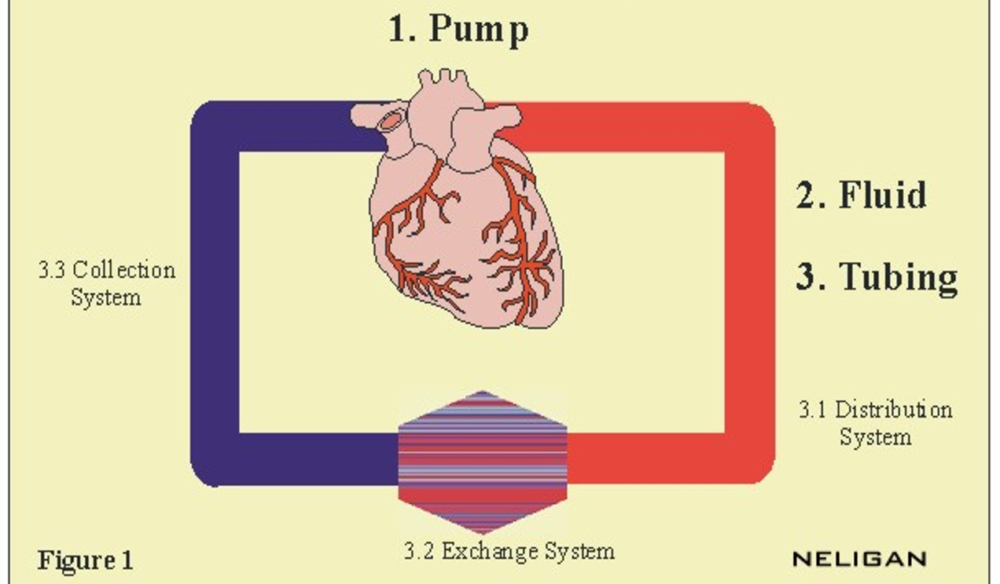 1. Pump
2. Fluid
3. Tubing
3.3 Collection
System
3.1 Distribution
System
3.2 Exchange System
Figure 1
NELIGAN